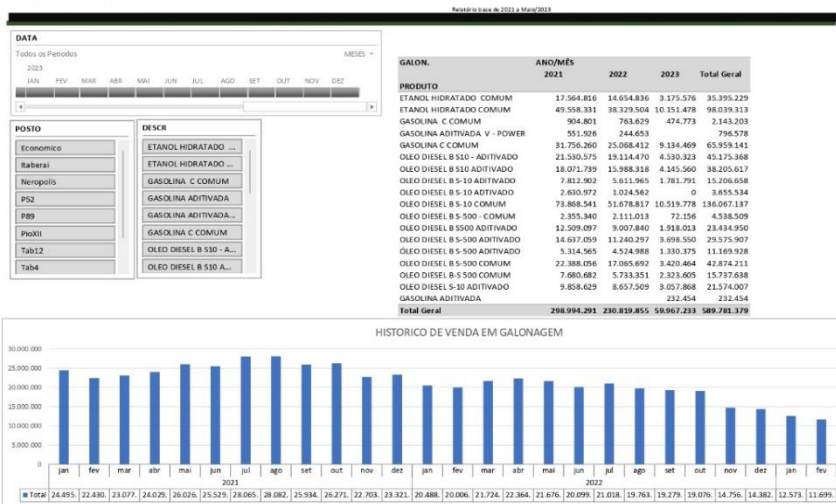 Relatório base de 2021 a Maio/2023
DATA
Todos os Períodos MESES
2023
JAN FEV MAR ABR MAI JUN JUL AGO SET OUT NOV DEZ
POSTO
Economico
Itaberai
Neropolis
P52
P89
PioXII
Tab12
Tab4
DESCR
ETANOL HIDRATADO ...
ETANOL HIDRATADO ...
GASOLINA C COMUM
GASOLINA ADITIVADA
GASOLINA ADITIVADA...
GASOLINA C COMUM
OLEO DIESEL B S10 - A...
OLEO DIESEL B S10 A...
GALON. ANO/MÊS
2021 2022 2023 Total Geral
PRODUTO
ETANOL HIDRATADO COMUM 17.564.816 14.654.836 3.175.576 35.395.229
ETANOL HIDRATADO COMUM 49.558.331 38.329.504 10.151.478 98.039.313
GASOLINA C COMUM 904.801 763.629 474.773 2.143.203
GASOLINA ADITIVADA V - POWER 551.926 244.653 796.578
GASOLINA C COMUM 31.756.260 25.068.412 9.134.469 65.959.141
OLEO DIESEL B S10 - ADITIVADO 21.530.575 19.114.470 4.530.323 45.175.368
OLEO DIESEL B S10 ADITIVADO 18.071.739 15.988.318 4.145.560 38.205.617
OLEO DIESEL B S-10 ADITIVADO 7.812.902 5.611.965 1.781.791 15.206.658
OLEO DIESEL B S-10 ADTIVADO 2.630.972 1.024.562 0 3.655.534
OLEO DIESEL B S-10 COMUM 73.868.541 51.678.817 10.519.778 136.067.137
OLEO DIESEL B S-500 - COMUM 2.355.340 2.111.013 72.156 4.538.509
OLEO DIESEL B S500 ADITIVADO 12.509.097 9.007.840 1.918.013 23.434.950
OLEO DIESEL B S-500 ADITIVADO 14.637.059 11.240.297 3.698.550 29.575.907
OLEO DIESEL B S-500 ADITIVADO 5.314.565 4.524.988 1.330.375 11.169.928
OLEO DIESEL B S-500 COMUM 22.388.056 17.065.692 3.420.464 42.874.211
OLEO DIESEL B-S 500 COMUM 7.680.682 5.733.351 2.323.605 15.737.638
OLEO DIESEL S-10 ADITIVADO 9.858.629 8.657.509 3.057.868 21.574.007
GASOLINA ADITIVADA 232.454 232.454
Total Geral 298.994.291 230.819.855 59.967.233 589.781.379
HISTORICO DE VENDA EM GALONAGEM
30.000.000
25.000.000
20.000.000
15.000.000
10.000.000
5.000.000
0
jan fev mar abr mai jun jul ago set out nov dez jan fev mar abr mai jun jul ago set out nov dez jan fev
2021 2022
Total 24.495. 22.430. 23.077. 24.029. 26.026. 25.529. 28.065. 28.082. 25.934. 26.271. 22.703. 23.321. 20.488. 20.006. 21.724. 22.364. 21.676. 20.099. 21.018. 19.763. 19.279. 19.076. 14.756. 14.382. 12.573. 11.699.